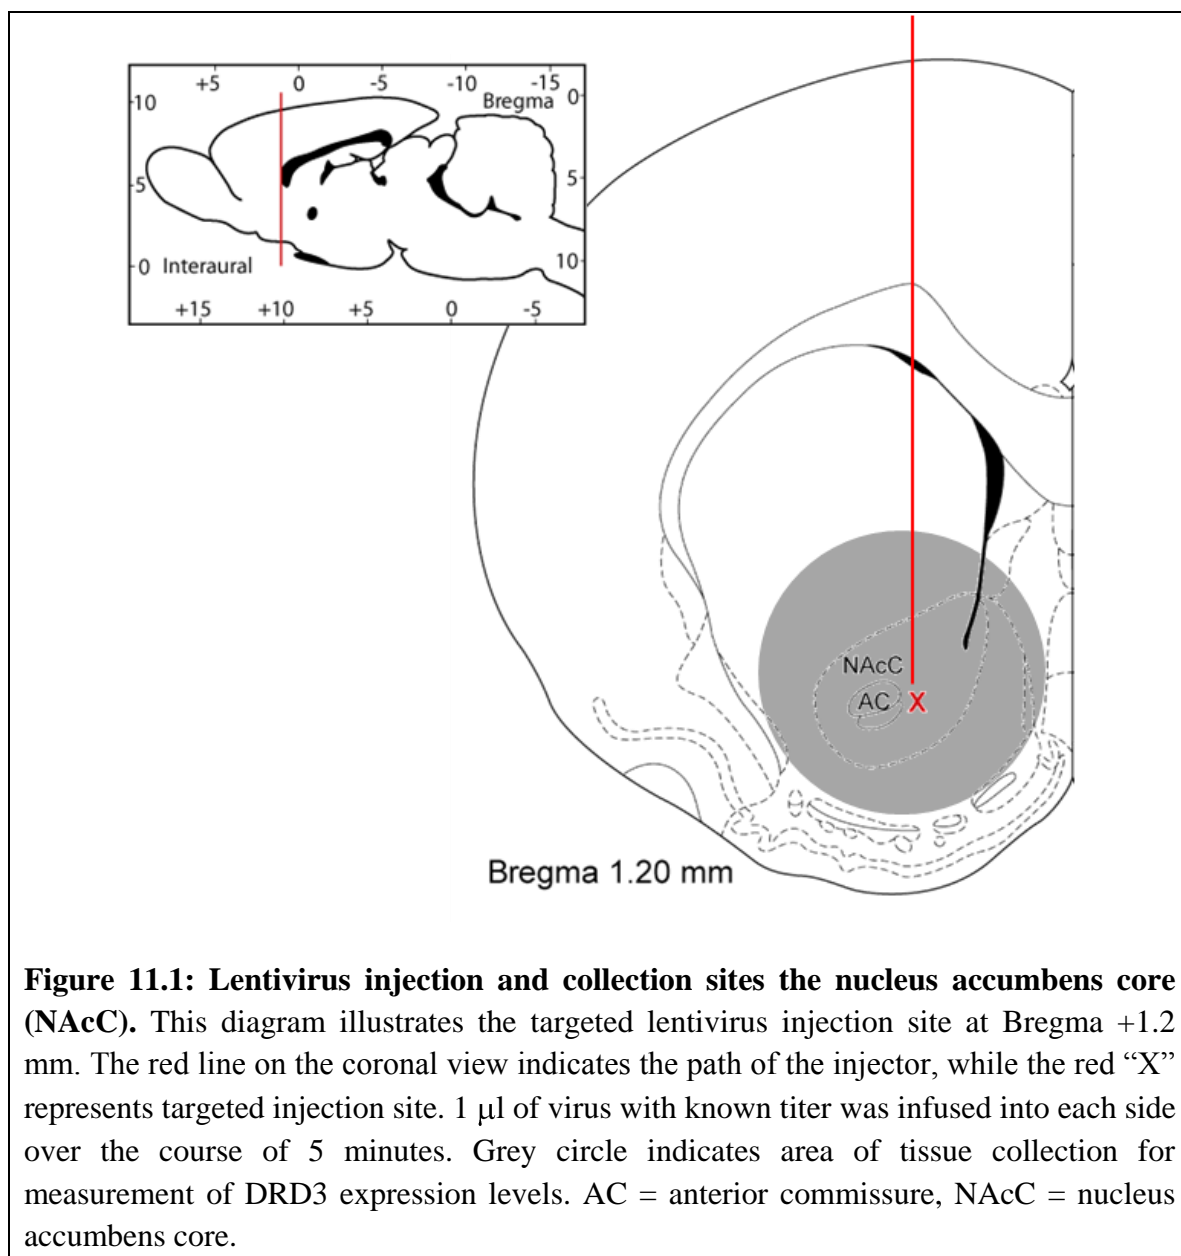 +5 0 -5 -10 -15
10 Bregma 0
5 5
0 Interaural 10
+15 +10 +5 0 -5
NAcC
AC X
Bregma 1.20 mm
Figure 11.1: Lentivirus injection and collection sites the nucleus accumbens core
(NAcC). This diagram illustrates the targeted lentivirus injection site at Bregma +1.2
mm. The red line on the coronal view indicates the path of the injector, while the red “X”
represents targeted injection site. 1 μl of virus with known titer was infused into each side
over the course of 5 minutes. Grey circle indicates area of tissue collection for
measurement of DRD3 expression levels. AC = anterior commissure, NAcC = nucleus
accumbens core.